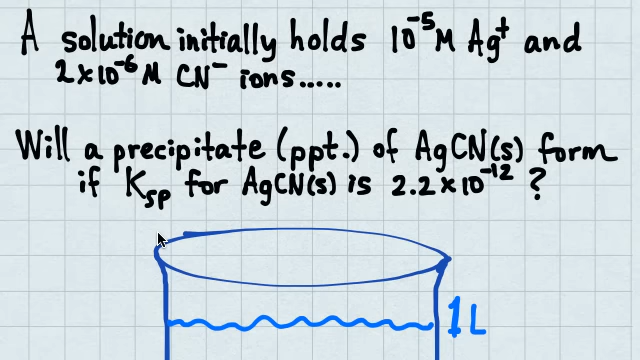 A solution initially holds 10⁻⁵M Ag⁺ and
2×10⁻⁶ M CN⁻ ions.....
Will a precipitate (ppt.) of AgCN(s) form
if Ksp for AgCN(s) is 2.2×10⁻¹² ?
1L